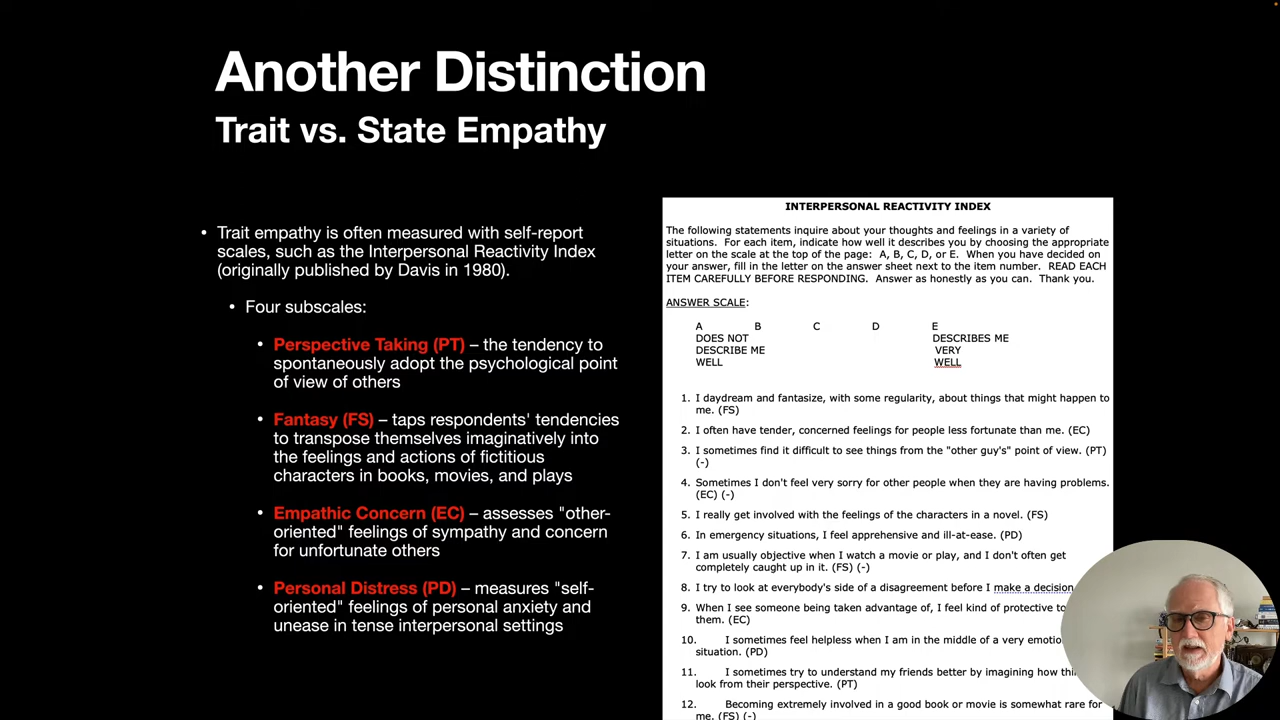 Another Distinction
Trait vs. State Empathy
• Trait empathy is often measured with self-report
scales, such as the Interpersonal Reactivity Index
(originally published by Davis in 1980).
• Four subscales:
• Perspective Taking (PT) – the tendency to
spontaneously adopt the psychological point
of view of others
• Fantasy (FS) – taps respondents' tendencies
to transpose themselves imaginatively into
the feelings and actions of fictitious
characters in books, movies, and plays
• Empathic Concern (EC) – assesses "other-
oriented" feelings of sympathy and concern
for unfortunate others
• Personal Distress (PD) – measures "self-
oriented" feelings of personal anxiety and
unease in tense interpersonal settings
INTERPERSONAL REACTIVITY INDEX
The following statements inquire about your thoughts and feelings in a variety of
situations. For each item, indicate how well it describes you by choosing the appropriate
letter on the scale at the top of the page: A, B, C, D, or E. When you have decided on
your answer, fill in the letter on the answer sheet next to the item number. READ EACH
ITEM CAREFULLY BEFORE RESPONDING. Answer as honestly as you can. Thank you.
ANSWER SCALE:
A B C D E
DOES NOT DESCRIBES ME
DESCRIBE ME VERY
WELL WELL
1. I daydream and fantasize, with some regularity, about things that might happen to
me. (FS)
2. I often have tender, concerned feelings for people less fortunate than me. (EC)
3. I sometimes find it difficult to see things from the "other guy's" point of view. (PT)
(-)
4. Sometimes I don't feel very sorry for other people when they are having problems.
(EC) (-)
5. I really get involved with the feelings of the characters in a novel. (FS)
6. In emergency situations, I feel apprehensive and ill-at-ease. (PD)
7. I am usually objective when I watch a movie or play, and I don't often get
completely caught up in it. (FS) (-)
8. I try to look at everybody's side of a disagreement before I make a decision
9. When I see someone being taken advantage of, I feel kind of protective
them. (EC)
10. I sometimes feel helpless when I am in the middle of a very
situation. (PD)
11. I sometimes try to understand my friends better by imagining how
look from their perspective. (PT)
12. Becoming extremely involved in a good book or movie is somewhat rare for
me. (FS) (-)